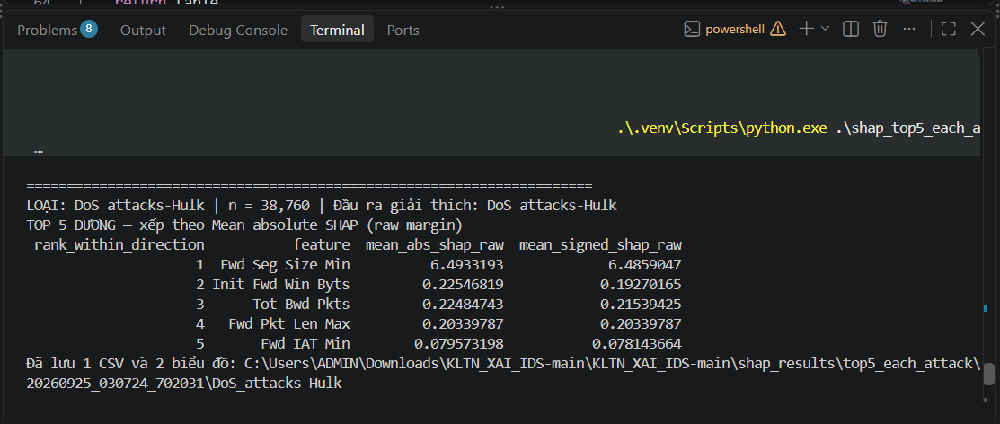 64 return table
Problems 8 Output Debug Console Terminal Ports powershell
.\.venv\Scripts\python.exe .\shap_top5_each_a
…
======================================================================
LOẠI: DoS attacks-Hulk | n = 38,760 | Đầu ra giải thích: DoS attacks-Hulk
TOP 5 DƯƠNG — xếp theo Mean absolute SHAP (raw margin)
rank_within_direction feature mean_abs_shap_raw mean_signed_shap_raw
1 Fwd Seg Size Min 6.4933193 6.4859047
2 Init Fwd Win Byts 0.22546819 0.19270165
3 Tot Bwd Pkts 0.22484743 0.21539425
4 Fwd Pkt Len Max 0.20339787 0.20339787
5 Fwd IAT Min 0.079573198 0.078143664
Đã lưu 1 CSV và 2 biểu đồ: C:\Users\ADMIN\Downloads\KLTN_XAI_IDS-main\KLTN_XAI_IDS-main\shap_results\top5_each_attack\
20260925_030724_702031\DoS_attacks-Hulk